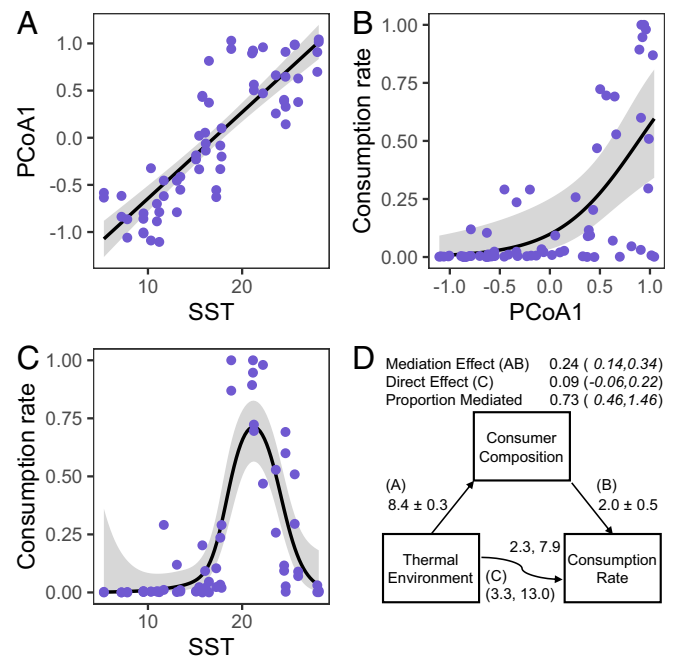 A
1.0
0.5
0.0
-0.5
-1.0
PCoA1
10
20
SST
B
1.00
0.75
0.50
0.25
0.00
Consumption rate
-1.0
-0.5
0.0
0.5
1.0
PCoA1
C
1.00
0.75
0.50
0.25
0.00
Consumption rate
10
20
SST
D
Mediation Effect (AB) 0.24 ( 0.14,0.34)
Direct Effect (C) 0.09 (-0.06,0.22)
Proportion Mediated 0.73 ( 0.46,1.46)
Consumer
Composition
(A)
8.4 ± 0.3
(B)
2.0 ± 0.5
Thermal
Environment
2.3, 7.9
(C)
(3.3, 13.0)
Consumption
Rate